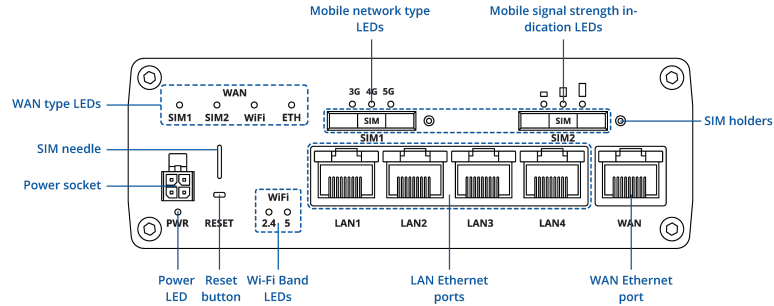 Mobile network type
LEDs
Mobile signal strength in-
dication LEDs
WAN type LEDs
WAN
SIM1 SIM2 WiFi ETH
3G 4G 5G
SIM
SIM1
SIM
SIM2
SIM holders
SIM needle
Power socket
PWR RESET
WiFi
2.4 5
LAN1 LAN2 LAN3 LAN4 WAN
Power
LED
Reset
button
Wi-Fi Band
LEDs
LAN Ethernet
ports
WAN Ethernet
port